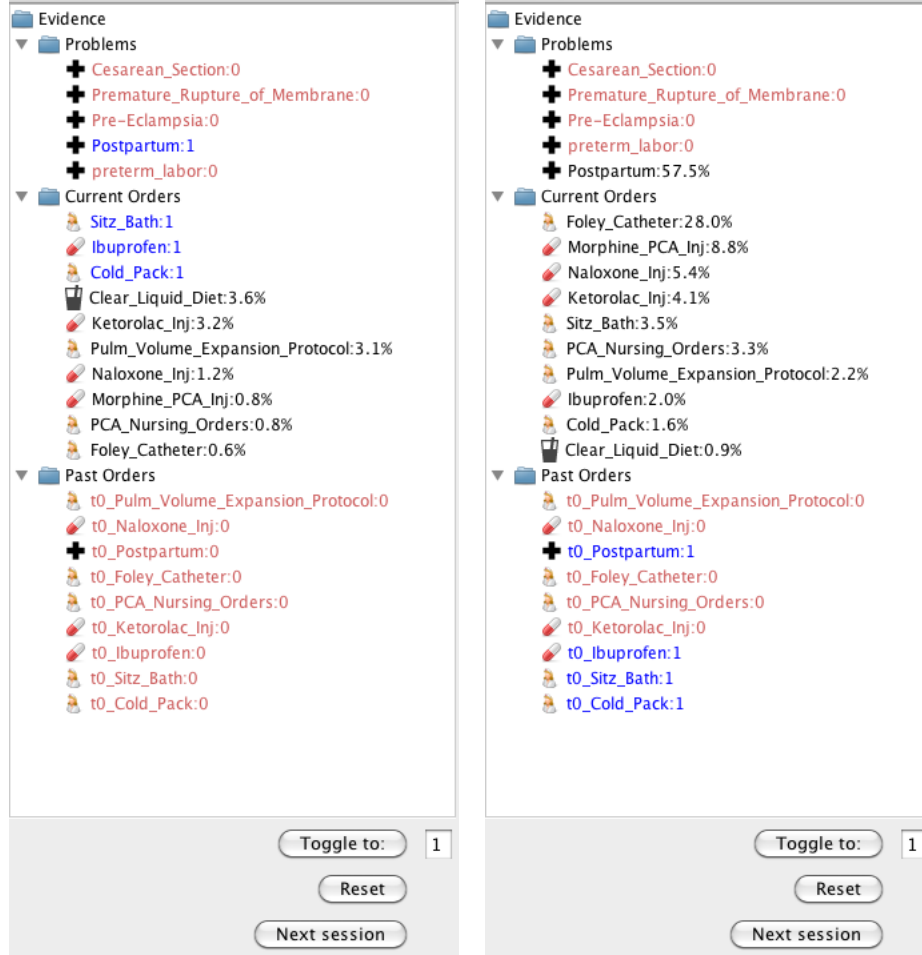 Evidence
Problems
Cesarean_Section:0
Premature_Rupture_of_Membrane:0
Pre-Eclampsia:0
Postpartum:1
preterm_labor:0
Current Orders
Sitz_Bath:1
Ibuprofen:1
Cold_Pack:1
Clear_Liquid_Diet:3.6%
Ketorolac_Inj:3.2%
Pulm_Volume_Expansion_Protocol:3.1%
Naloxone_Inj:1.2%
Morphine_PCA_Inj:0.8%
PCA_Nursing_Orders:0.8%
Foley_Catheter:0.6%
Past Orders
t0_Pulm_Volume_Expansion_Protocol:0
t0_Naloxone_Inj:0
t0_Postpartum:0
t0_Foley_Catheter:0
t0_PCA_Nursing_Orders:0
t0_Ketorolac_Inj:0
t0_Ibuprofen:0
t0_Sitz_Bath:0
t0_Cold_Pack:0
Toggle to: 1
Reset
Next session
Evidence
Problems
Cesarean_Section:0
Premature_Rupture_of_Membrane:0
Pre-Eclampsia:0
preterm_labor:0
Postpartum:57.5%
Current Orders
Foley_Catheter:28.0%
Morphine_PCA_Inj:8.8%
Naloxone_Inj:5.4%
Ketorolac_Inj:4.1%
Sitz_Bath:3.5%
PCA_Nursing_Orders:3.3%
Pulm_Volume_Expansion_Protocol:2.2%
Ibuprofen:2.0%
Cold_Pack:1.6%
Clear_Liquid_Diet:0.9%
Past Orders
t0_Pulm_Volume_Expansion_Protocol:0
t0_Naloxone_Inj:0
t0_Postpartum:1
t0_Foley_Catheter:0
t0_PCA_Nursing_Orders:0
t0_Ketorolac_Inj:0
t0_Ibuprofen:1
t0_Sitz_Bath:1
t0_Cold_Pack:1
Toggle to: 1
Reset
Next session